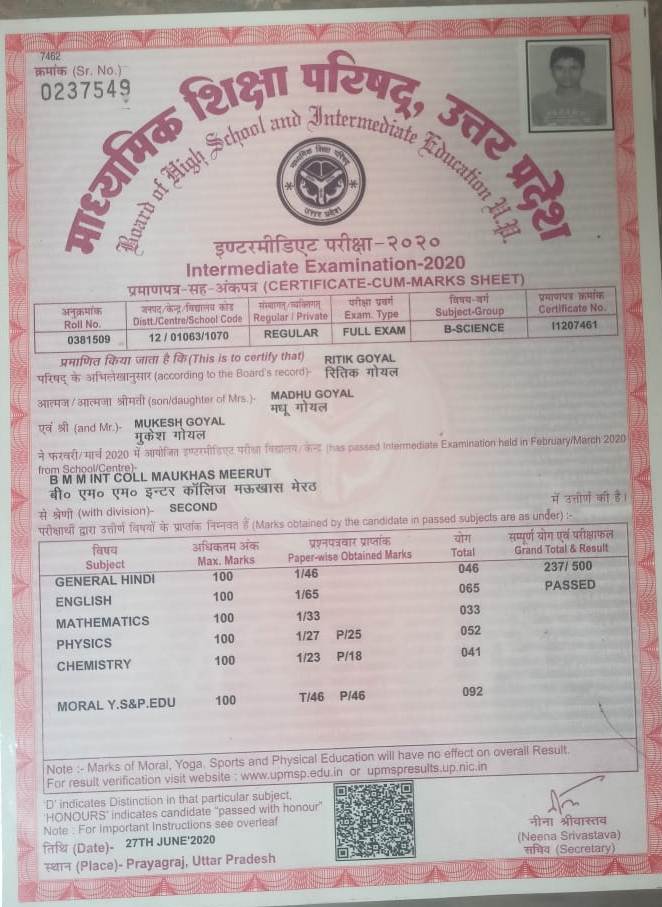 7462
क्रमांक (Sr. No.)
0237549
माध्यमिक शिक्षा परिषद्, उत्तर प्रदेश
Board of High School and Intermediate Education U.P.
माध्यमिक शिक्षा परिषद्
उत्तर प्रदेश
इण्टरमीडिएट परीक्षा-२०२०
Intermediate Examination-2020
प्रमाणपत्र-सह-अंकपत्र (CERTIFICATE-CUM-MARKS SHEET)
अनुक्रमांक जनपद/केन्द्र/विद्यालय कोड संस्थागत/व्यक्तिगत परीक्षा प्रवर्ग विषय-वर्ग प्रमाणपत्र क्रमांक
Roll No. Distt./Centre/School Code Regular / Private Exam. Type Subject-Group Certificate No.
0381509 12 / 01063/1070 REGULAR FULL EXAM B-SCIENCE I1207461
प्रमाणित किया जाता है कि (This is to certify that) RITIK GOYAL
परिषद् के अभिलेखानुसार (according to the Board's record)- रितिक गोयल
आत्मज/आत्मजा श्रीमती (son/daughter of Mrs.)- MADHU GOYAL
मधू गोयल
एवं श्री (and Mr.)- MUKESH GOYAL
मुकेश गोयल
ने फरवरी/मार्च 2020 में आयोजित इण्टरमीडिएट परीक्षा विद्यालय/केन्द्र (has passed Intermediate Examination held in February/March 2020
from School/Centre)-
B M M INT COLL MAUKHAS MEERUT
बी० एम० एम० इन्टर कॉलिज मऊखास मेरठ
से श्रेणी (with division)- SECOND में उत्तीर्ण की है।
परीक्षार्थी द्वारा उत्तीर्ण विषयों के प्राप्तांक निम्नवत हैं (Marks obtained by the candidate in passed subjects are as under) :-
विषय अधिकतम अंक प्रश्नपत्रवार प्राप्तांक योग सम्पूर्ण योग एवं परीक्षाफल
Subject Max. Marks Paper-wise Obtained Marks Total Grand Total & Result
GENERAL HINDI 100 1/46 046 237/ 500
ENGLISH 100 1/65 065 PASSED
MATHEMATICS 100 1/33 033
PHYSICS 100 1/27 P/25 052
CHEMISTRY 100 1/23 P/18 041
MORAL Y.S&P.EDU 100 T/46 P/46 092
Note :- Marks of Moral, Yoga, Sports and Physical Education will have no effect on overall Result.
For result verification visit website : www.upmsp.edu.in or upmspresults.up.nic.in
'D' indicates Distinction in that particular subject,
'HONOURS' indicates candidate "passed with honour"
Note : For Important Instructions see overleaf
तिथि (Date)- 27TH JUNE'2020
स्थान (Place)- Prayagraj, Uttar Pradesh
नीना श्रीवास्तव
(Neena Srivastava)
सचिव (Secretary)